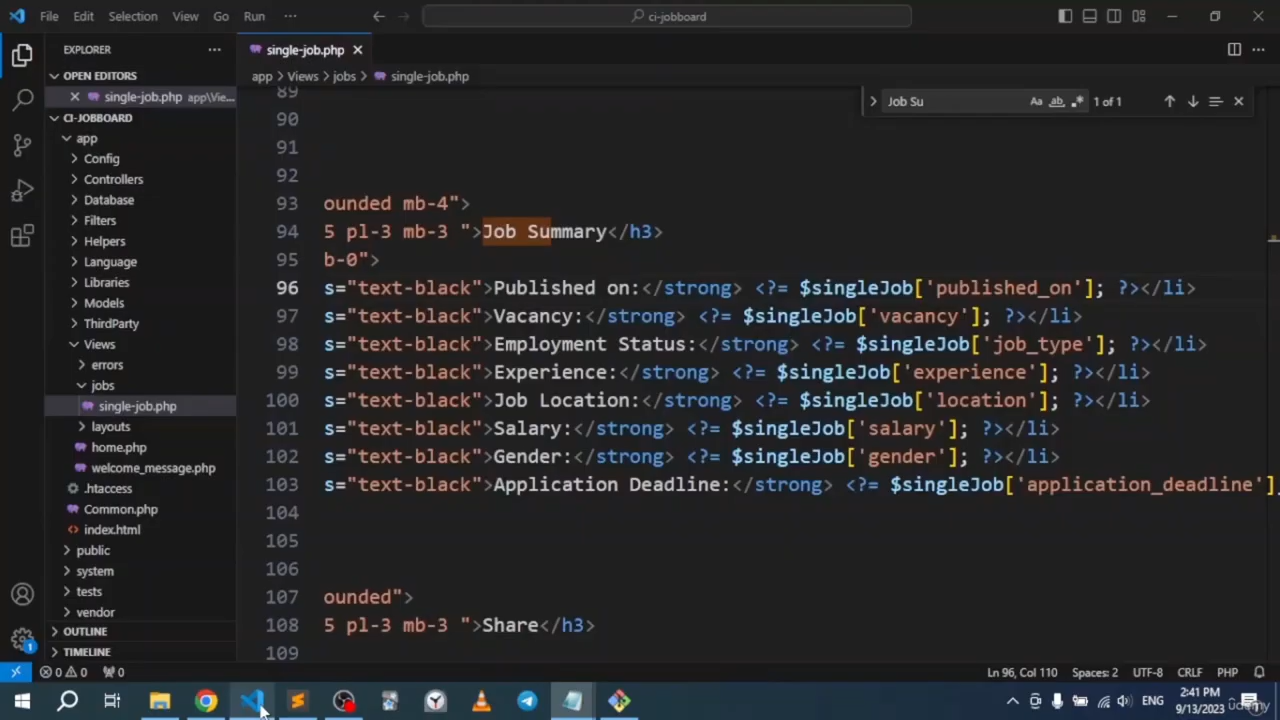 File Edit Selection View Go Run ··· ci-jobboard
EXPLORER ···
OPEN EDITORS
single-job.php app\Vie...
CI-JOBBOARD
app
Config
Controllers
Database
Filters
Helpers
Language
Libraries
Models
ThirdParty
Views
errors
jobs
single-job.php
layouts
home.php
welcome_message.php
.htaccess
Common.php
index.html
public
system
tests
vendor
OUTLINE
TIMELINE
single-job.php
app > Views > jobs > single-job.php
Job Su Aa ab .* 1 of 1
89
90
91
92
93 ounded mb-4">
94 5 pl-3 mb-3 ">Job Summary</h3>
95 b-0">
96 s="text-black">Published on:</strong> <?= $singleJob['published_on']; ?></li>
97 s="text-black">Vacancy:</strong> <?= $singleJob['vacancy']; ?></li>
98 s="text-black">Employment Status:</strong> <?= $singleJob['job_type']; ?></li>
99 s="text-black">Experience:</strong> <?= $singleJob['experience']; ?></li>
100 s="text-black">Job Location:</strong> <?= $singleJob['location']; ?></li>
101 s="text-black">Salary:</strong> <?= $singleJob['salary']; ?></li>
102 s="text-black">Gender:</strong> <?= $singleJob['gender']; ?></li>
103 s="text-black">Application Deadline:</strong> <?= $singleJob['application_deadline']
104
105
106
107 ounded">
108 5 pl-3 mb-3 ">Share</h3>
109
1
0 0 0 Ln 96, Col 110 Spaces: 2 UTF-8 CRLF PHP
ENG 2:41 PM
9/13/2023
udemy